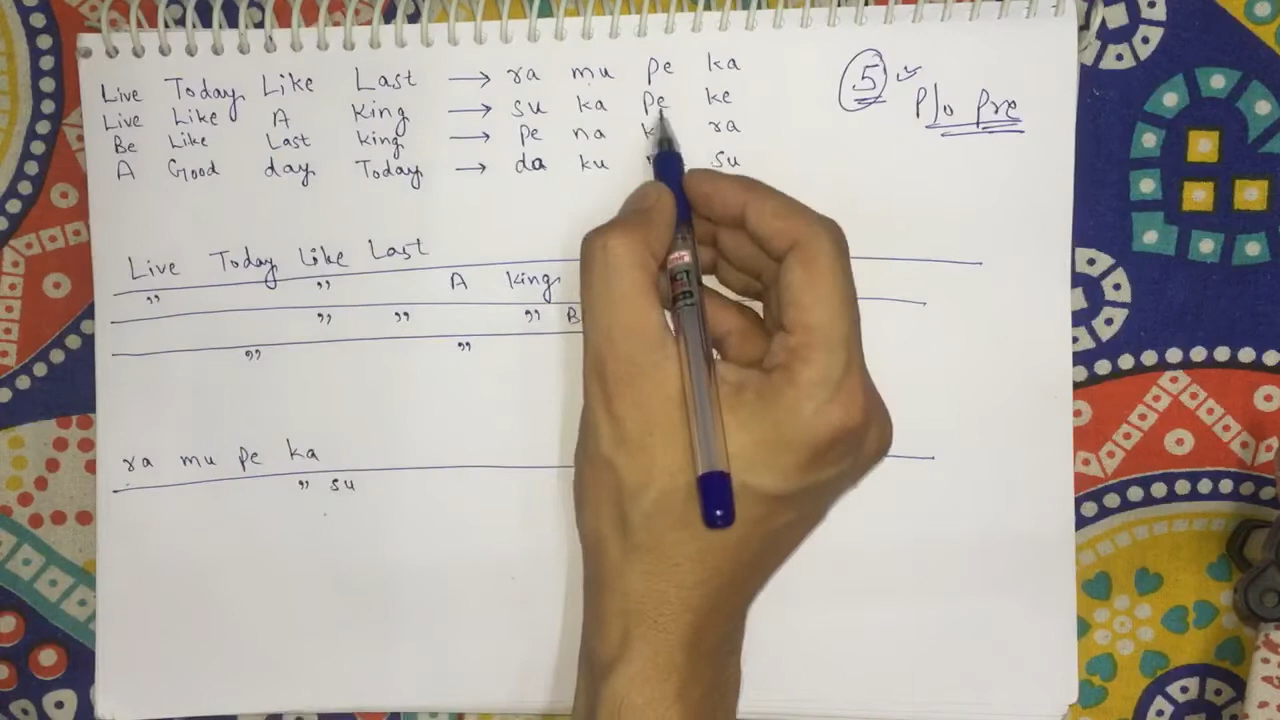 Live Today Like Last → ra mu pe ka
Live Like A King → su ka pe ke
Be Like Last King → pe na ra
A Good day Today → da ku su
5 P/o Pre
Live Today Like Last
" " A King
" " " B
" "
ra mu pe ka
" su